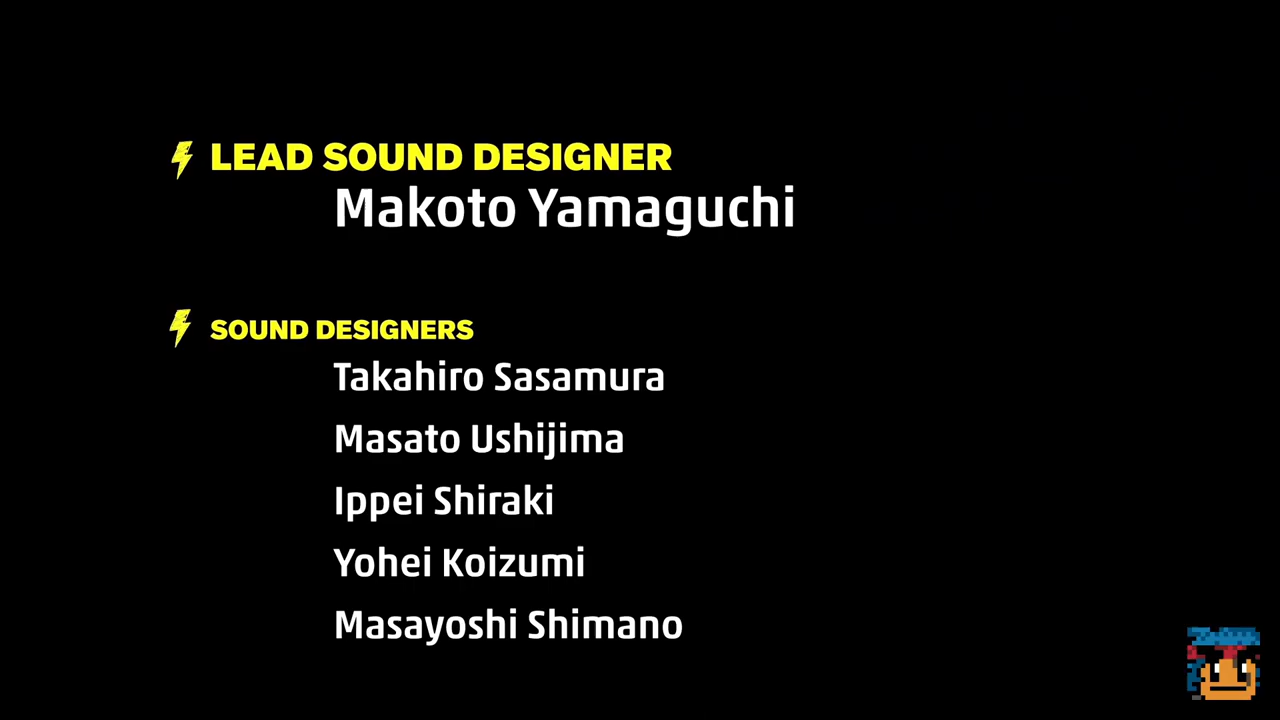 LEAD SOUND DESIGNER
Makoto Yamaguchi
SOUND DESIGNERS
Takahiro Sasamura
Masato Ushijima
Ippei Shiraki
Yohei Koizumi
Masayoshi Shimano